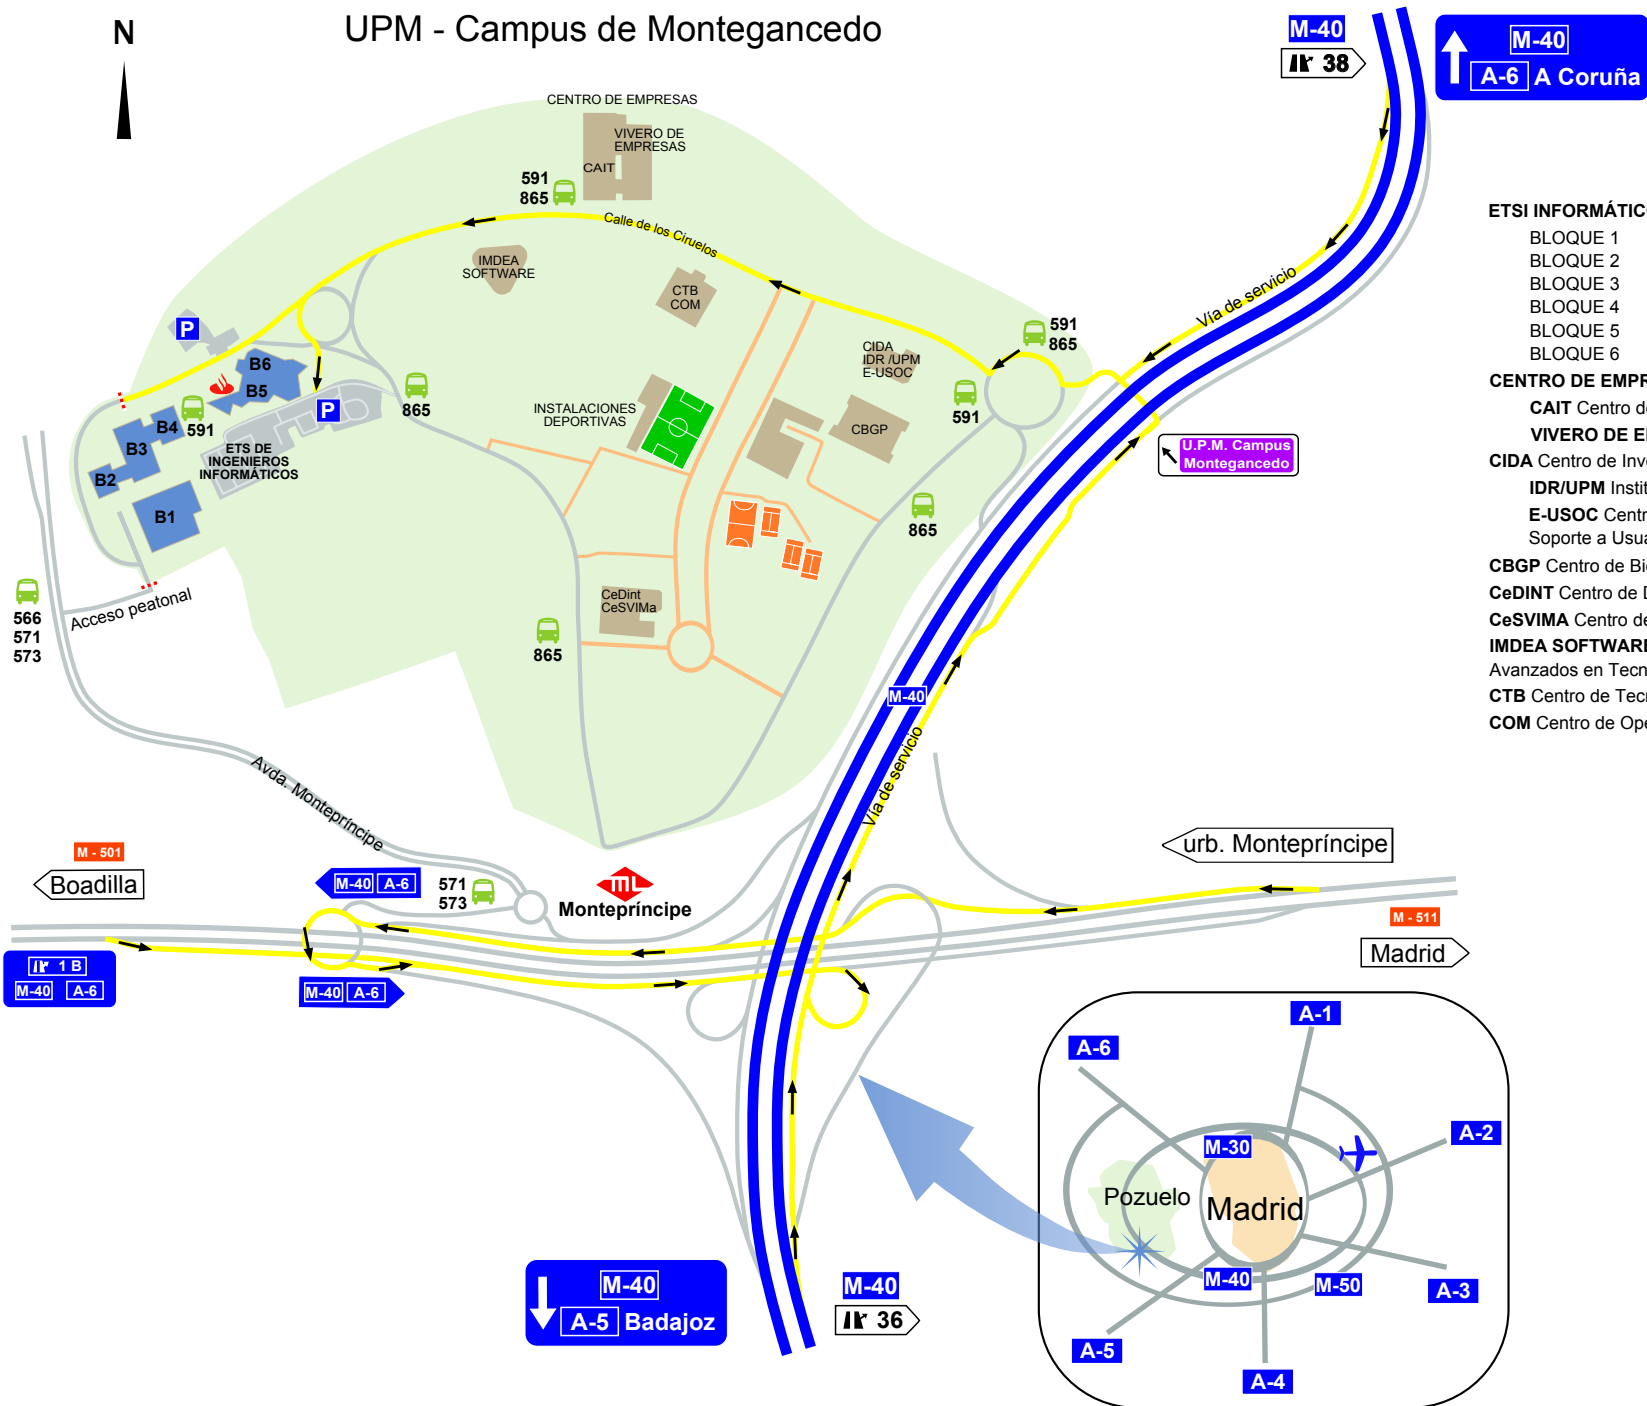 N
UPM - Campus de Montegancedo
M-40
38
M-40
A-6 A Coruña
CENTRO DE EMPRESAS
VIVERO DE
EMPRESAS
CAIT
591
865
Calle de los Ciruelos
IMDEA
SOFTWARE
CTB
COM
Vía de servicio
591
865
CIDA
IDR /UPM
E-USOC
591
CBGP
INSTALACIONES
DEPORTIVAS
P
B6
B5
P
865
B4
591
B3
B2
B1
ETS DE
INGENIEROS
INFORMÁTICOS
U.P.M. Campus
Montegancedo
865
566
571
573
Acceso peatonal
CeDint
CeSVIMa
865
M-40
Vía de servicio
Avda. Montepríncipe
ETSI INFORMÁTIC
BLOQUE 1
BLOQUE 2
BLOQUE 3
BLOQUE 4
BLOQUE 5
BLOQUE 6
CENTRO DE EMPR
CAIT Centro de
VIVERO DE E
CIDA Centro de Inve
IDR/UPM Instit
E-USOC Centr
Soporte a Usua
CBGP Centro de Bi
CeDINT Centro de D
CeSVIMA Centro de
IMDEA SOFTWARE
Avanzados en Tecn
CTB Centro de Tecn
COM Centro de Ope
M - 501
Boadilla
M-40 A-6
571
573
ML
Montepríncipe
urb. Montepríncipe
M - 511
Madrid
1 B
M-40 A-6
M-40 A-6
M-40
A-5 Badajoz
M-40
36
A-1
A-6
A-2
M-30
Pozuelo
Madrid
M-40
M-50
A-3
A-5
A-4